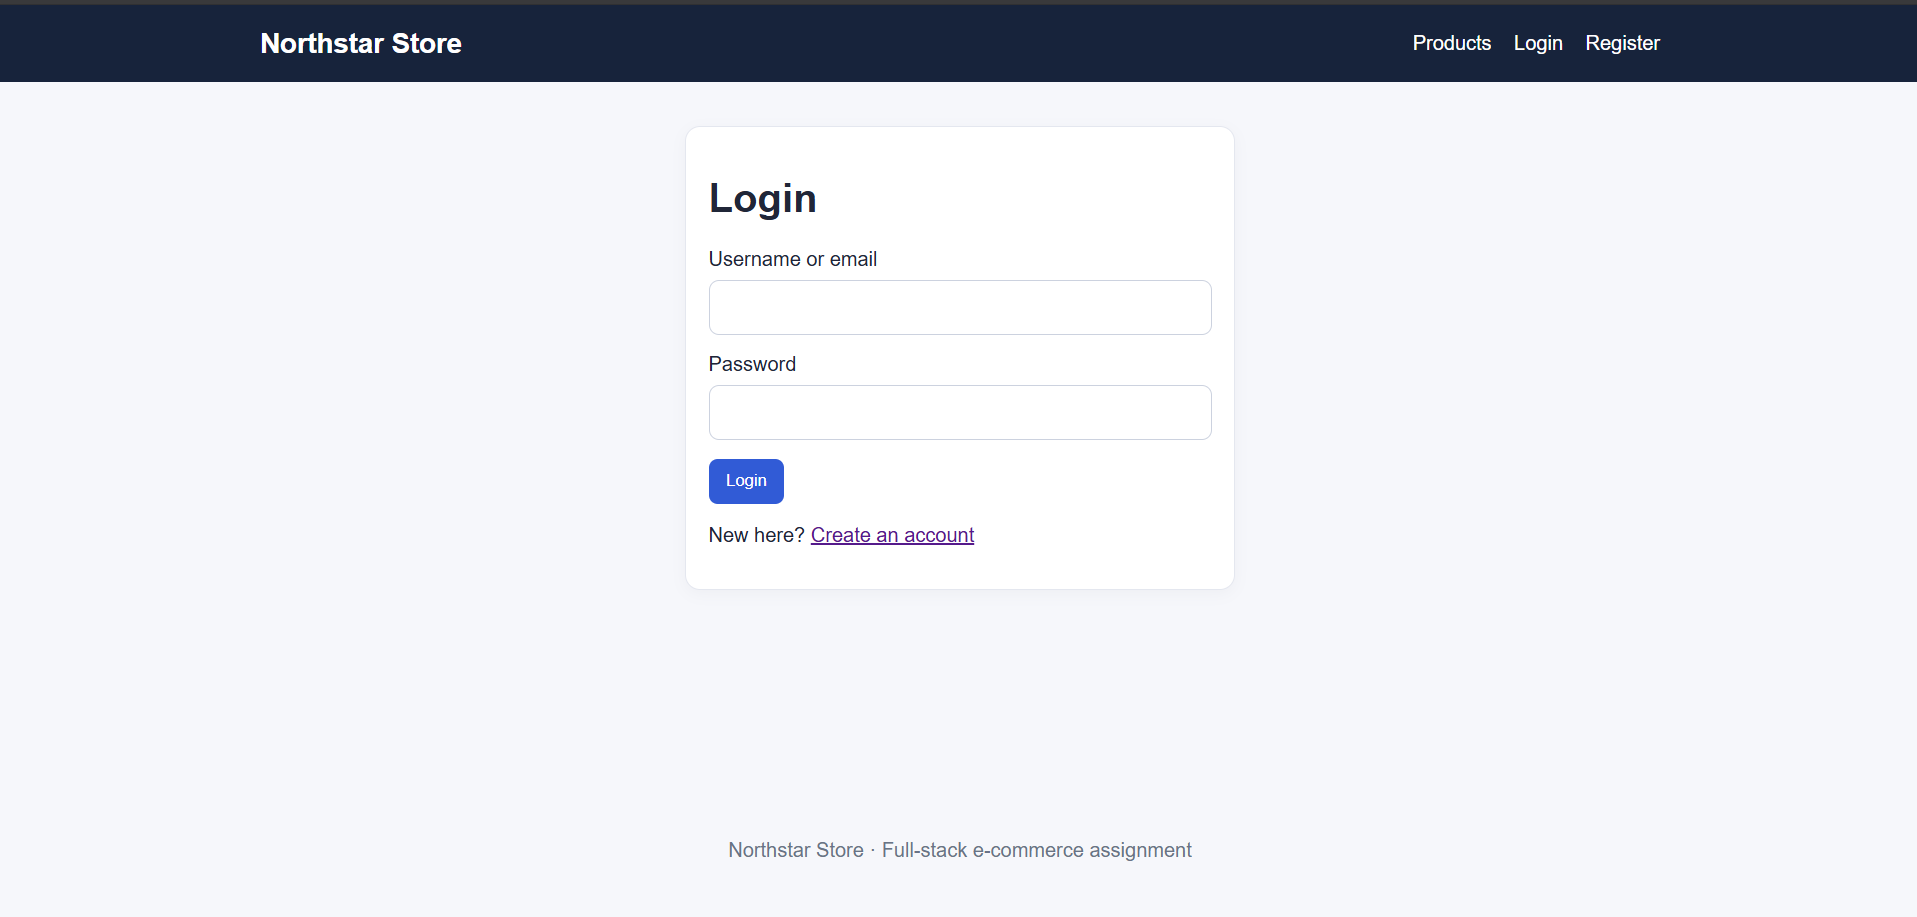 Northstar Store
Products Login Register
Login
Username or email
Password
Login
New here? Create an account
Northstar Store · Full-stack e-commerce assignment